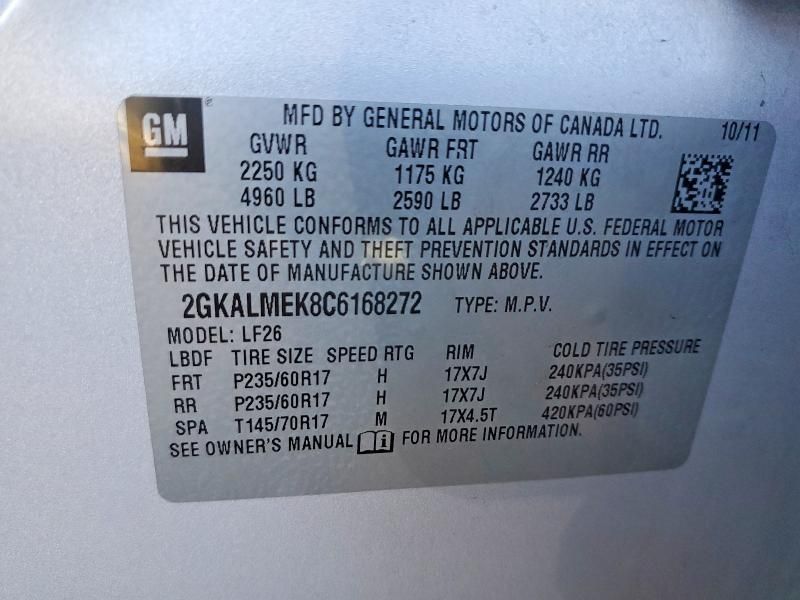 GM
MFD BY GENERAL MOTORS OF CANADA LTD. 10/11
GVWR GAWR FRT GAWR RR
2250 KG 1175 KG 1240 KG
4960 LB 2590 LB 2733 LB
THIS VEHICLE CONFORMS TO ALL APPLICABLE U.S. FEDERAL MOTOR
VEHICLE SAFETY AND THEFT PREVENTION STANDARDS IN EFFECT ON
THE DATE OF MANUFACTURE SHOWN ABOVE.
2GKALMEK8C6168272 TYPE: M.P.V.
MODEL: LF26
LBDF TIRE SIZE SPEED RTG RIM COLD TIRE PRESSURE
FRT P235/60R17 H 17X7J 240KPA(35PSI)
RR P235/60R17 H 17X7J 240KPA(35PSI)
SPA T145/70R17 M 17X4.5T 420KPA(60PSI)
SEE OWNER'S MANUAL i FOR MORE INFORMATION.